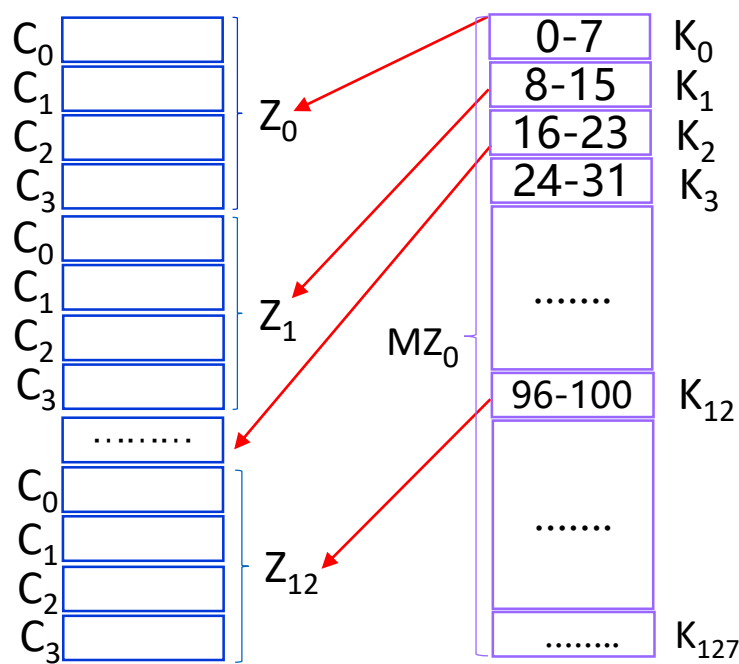 C₀
C₁
C₂
C₃
Z₀
C₀
C₁
C₂
C₃
Z₁
.........
C₀
C₁
C₂
C₃
Z₁₂
MZ₀
0-7 K₀
8-15 K₁
16-23 K₂
24-31 K₃
.......
96-100 K₁₂
.......
........ K₁₂₇